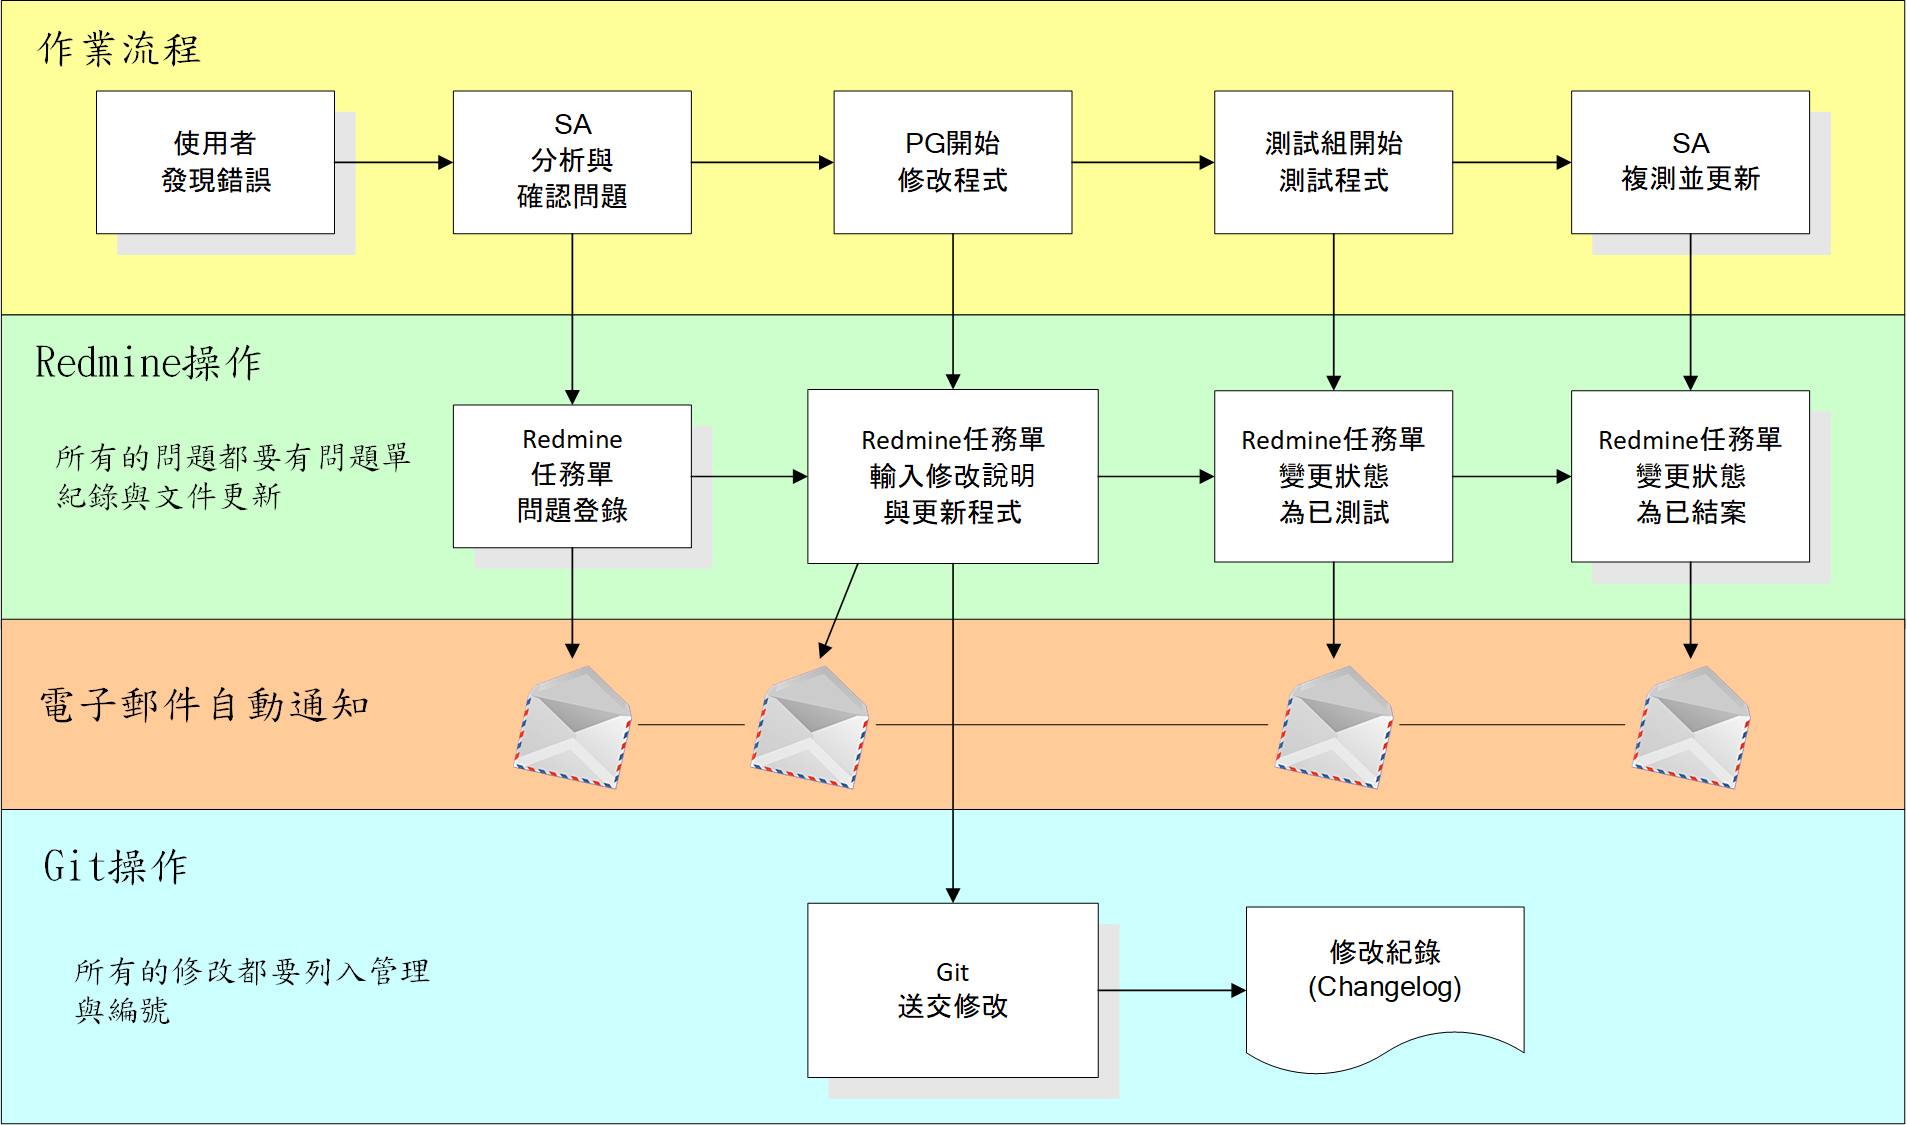 作業流程
使用者
發現錯誤
SA
分析與
確認問題
PG開始
修改程式
測試組開始
測試程式
SA
複測並更新
Redmine操作
所有的問題都要有問題單
紀錄與文件更新
Redmine
任務單
問題登錄
Redmine任務單
輸入修改說明
與更新程式
Redmine任務單
變更狀態
為已測試
Redmine任務單
變更狀態
為已結案
電子郵件自動通知
Git操作
所有的修改都要列入管理
與編號
Git
送交修改
修改紀錄
(Changelog)